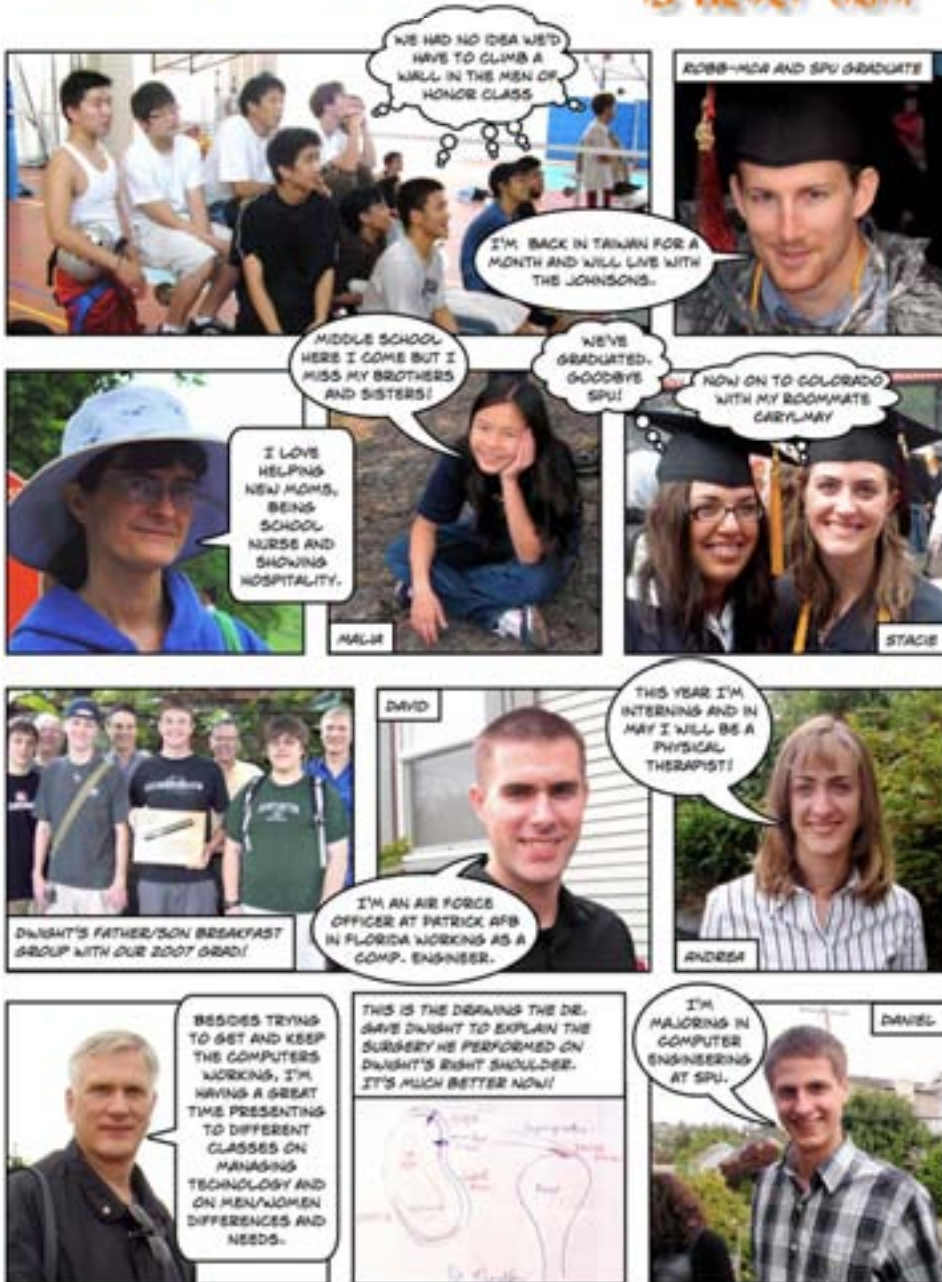 WE HAD NO IDEA WE'D
HAVE TO CLIMB A
WALL IN THE MEN OF
HONOR CLASS
ROBB-MCA AND SPU GRADUATE
I'M BACK IN TAIWAN FOR A
MONTH AND WILL LIVE WITH
THE JOHNSONS.
I LOVE
HELPING
NEW MOMS,
BEING
SCHOOL
NURSE AND
SHOWING
HOSPITALITY.
MIDDLE SCHOOL
HERE I COME BUT I
MISS MY BROTHERS
AND SISTERS!
MALIA
WE'VE
GRADUATED.
GOODBYE
SPU!
NOW ON TO COLORADO
WITH MY ROOMMATE
CARYLMAY
STACIE
DWIGHT'S FATHER/SON BREAKFAST
GROUP WITH OUR 2007 GRAD!
DAVID
I'M AN AIR FORCE
OFFICER AT PATRICK AFB
IN FLORIDA WORKING AS A
COMP. ENGINEER.
THIS YEAR I'M
INTERNING AND IN
MAY I WILL BE A
PHYSICAL
THERAPIST!
ANDREA
BESIDES TRYING
TO GET AND KEEP
THE COMPUTERS
WORKING, I'M
HAVING A GREAT
TIME PRESENTING
TO DIFFERENT
CLASSES ON
MANAGING
TECHNOLOGY AND
ON MEN/WOMEN
DIFFERENCES AND
NEEDS.
THIS IS THE DRAWING THE DR.
GAVE DWIGHT TO EXPLAIN THE
SURGERY HE PERFORMED ON
DWIGHT'S RIGHT SHOULDER.
IT'S MUCH BETTER NOW!
I'M
MAJORING IN
COMPUTER
ENGINEERING
AT SPU.
DANIEL